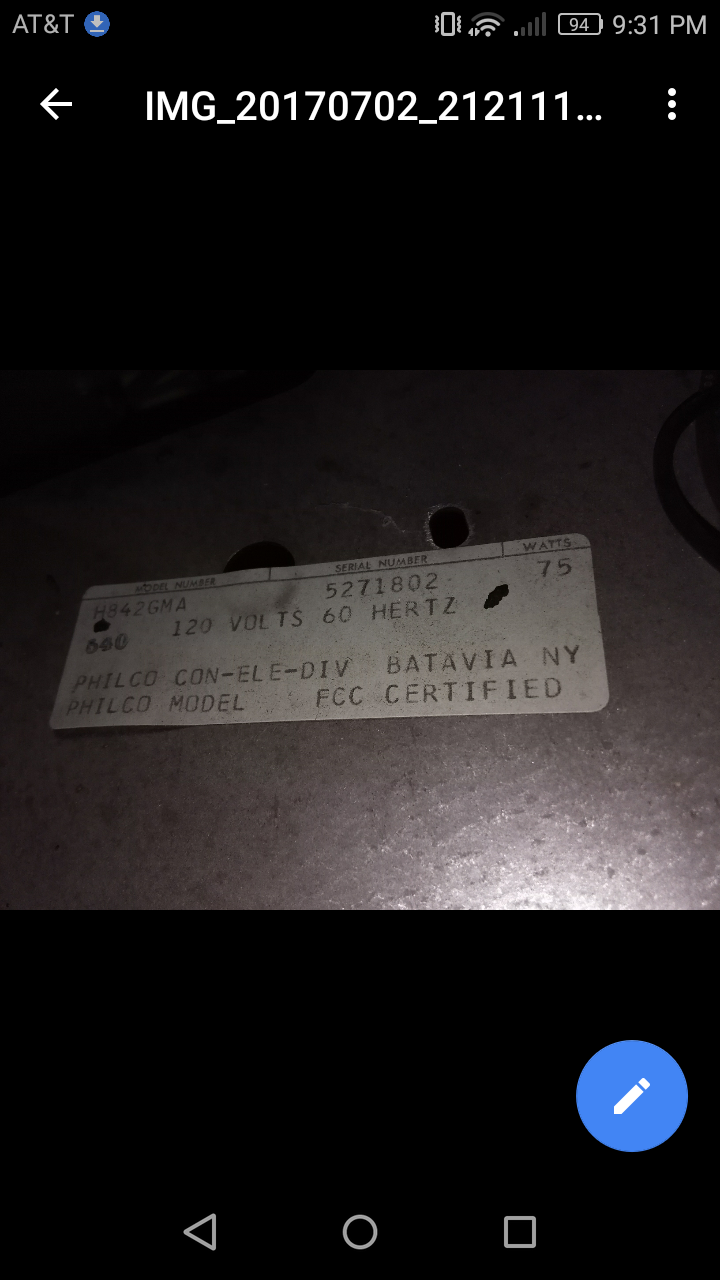 AT&T 94 9:31 PM
IMG_20170702_212111...
MODEL NUMBER SERIAL NUMBER WATTS
H842GMA 5271802 75
120 VOLTS 60 HERTZ
PHILCO CON-ELE-DIV BATAVIA NY
PHILCO MODEL FCC CERTIFIED